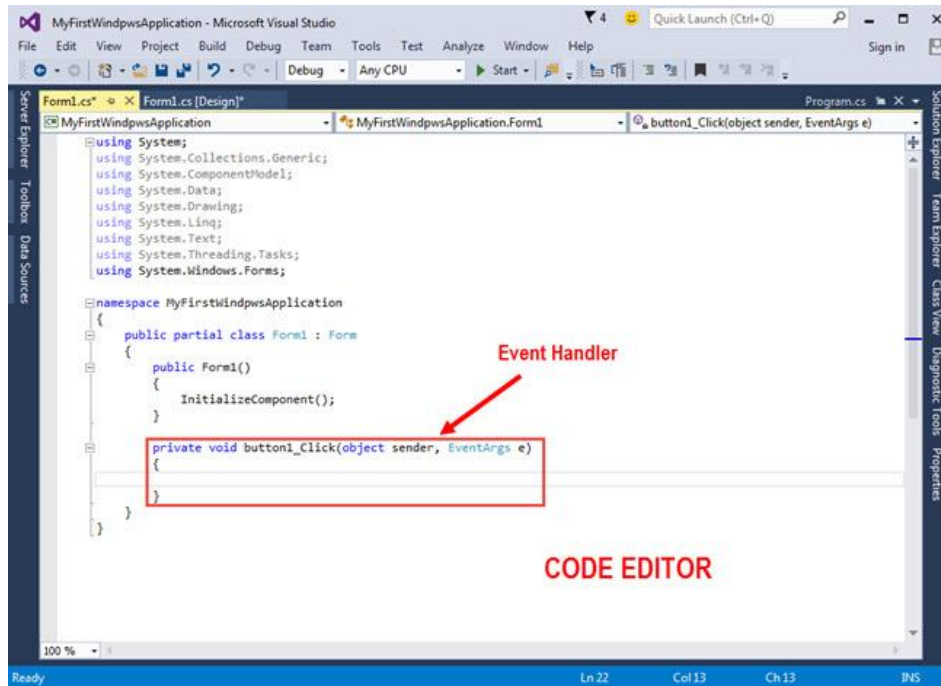 MyFirstWindpwsApplication - Microsoft Visual Studio
4
Quick Launch (Ctrl+Q)
File Edit View Project Build Debug Team Tools Test Analyze Window Help
Sign in
Debug Any CPU Start
Form1.cs* Form1.cs [Design]* Program.cs
MyFirstWindpwsApplication MyFirstWindpwsApplication.Form1 button1_Click(object sender, EventArgs e)
Server Explorer
Toolbox
Data Sources
using System;
using System.Collections.Generic;
using System.ComponentModel;
using System.Data;
using System.Drawing;
using System.Linq;
using System.Text;
using System.Threading.Tasks;
using System.Windows.Forms;
namespace MyFirstWindpwsApplication
{
public partial class Form1 : Form
{
Event Handler
public Form1()
{
InitializeComponent();
}
private void button1_Click(object sender, EventArgs e)
{
}
}
}
CODE EDITOR
Solution Explorer
Team Explorer
Class View
Diagnostic Tools
Properties
100 %
Ready Ln 22 Col 13 Ch 13 INS